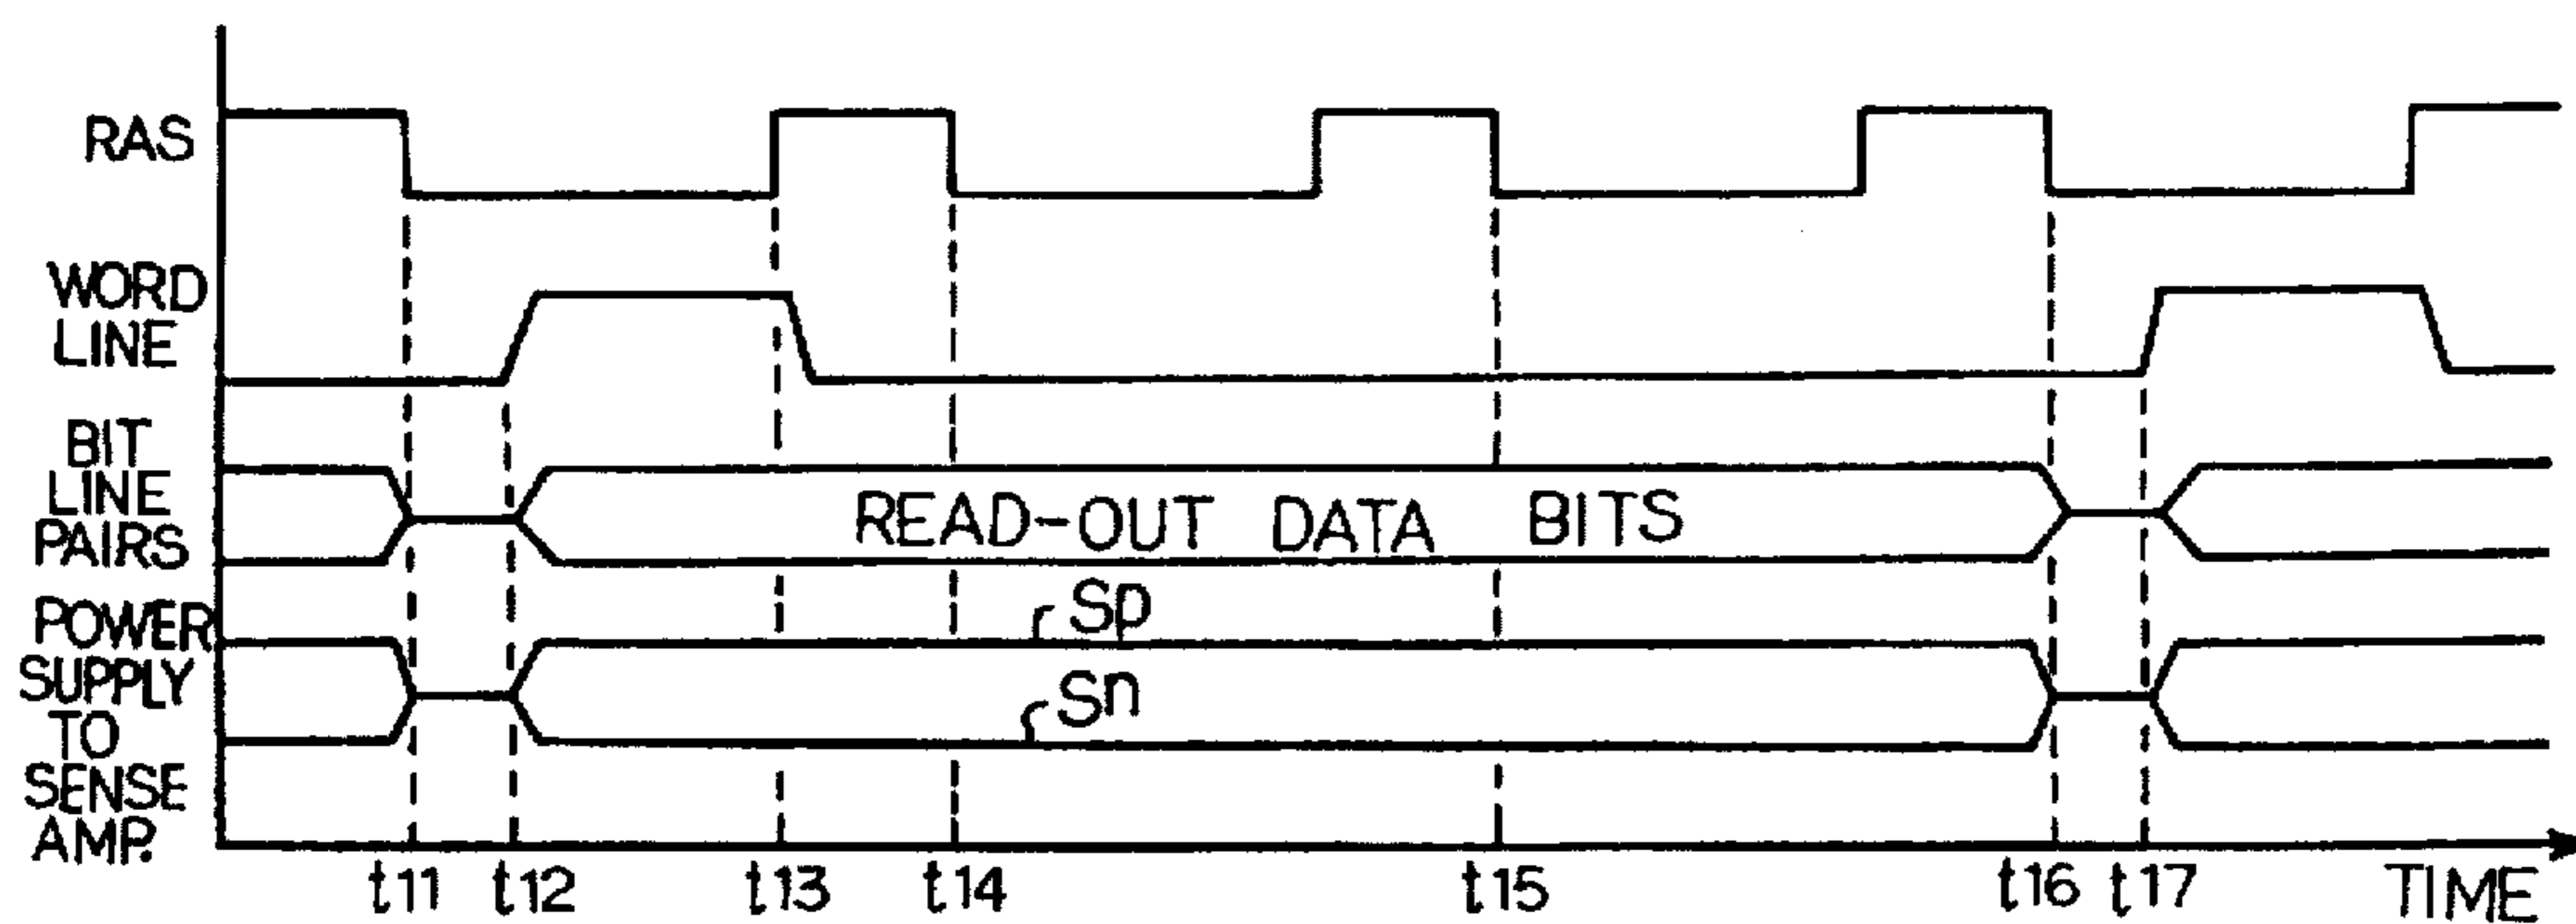 RAS
WORD
LINE
BIT
LINE
PAIRS
READ-OUT DATA BITS
POWER
SUPPLY
TO
SENSE
AMP.
Sp
Sn
t11 t12 t13 t14 t15 t16 t17 TIME